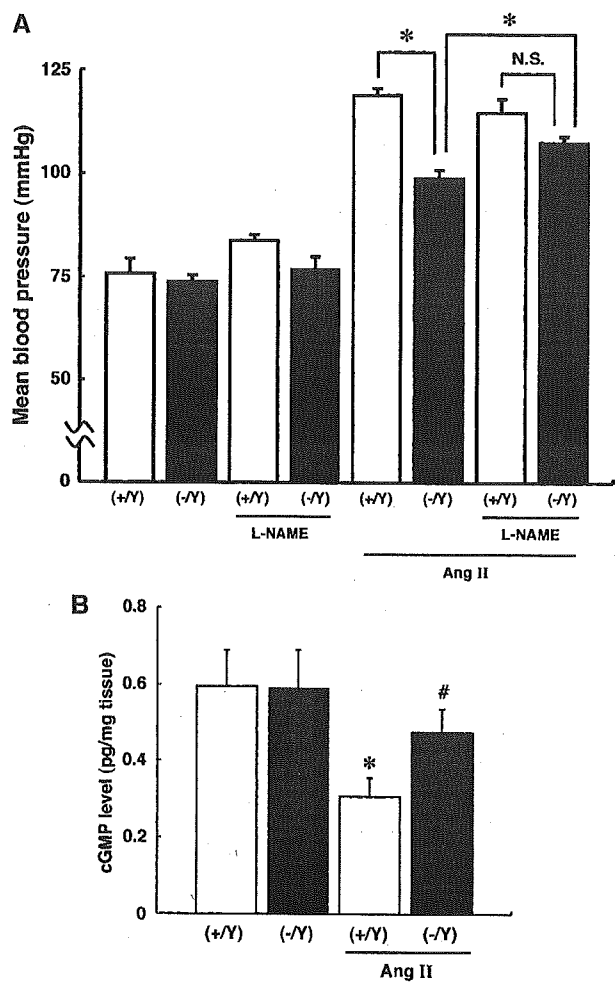 A
Mean blood pressure (mmHg)
125
100
75
50
0
*
*
N.S.
(+/Y) (-/Y) (+/Y) (-/Y) (+/Y) (-/Y) (+/Y) (-/Y)
L-NAME L-NAME
Ang II
B
cGMP level (pg/mg tissue)
0.8
0.6
0.4
0.2
0
*
#
(+/Y) (-/Y) (+/Y) (-/Y)
Ang II